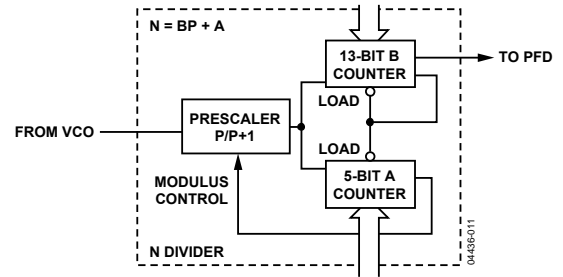 N = BP + A
13-BIT B
COUNTER
TO PFD
LOAD
PRESCALER
P/P+1
FROM VCO
LOAD
MODULUS
CONTROL
5-BIT A
COUNTER
N DIVIDER
04436-011